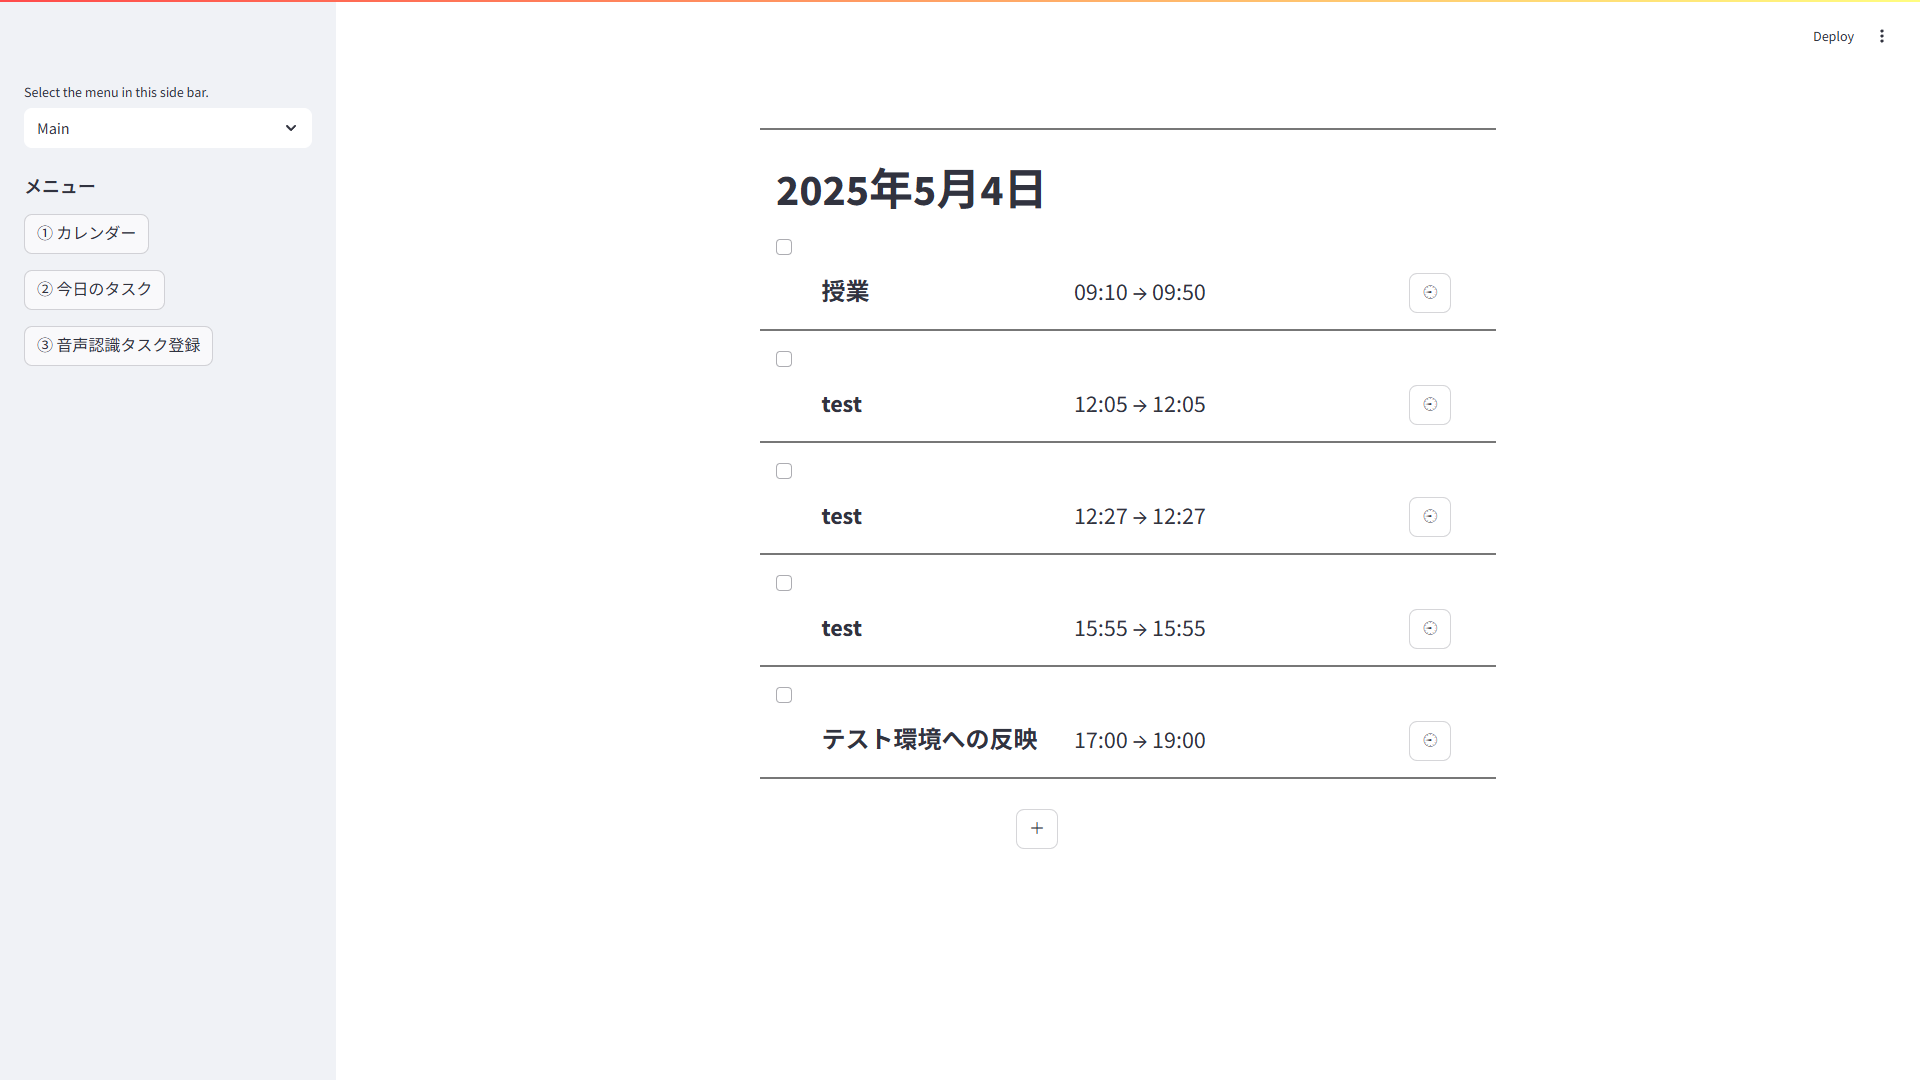 Deploy
Select the menu in this side bar.
Main
メニュー
① カレンダー
② 今日のタスク
③ 音声認識タスク登録
2025年5月4日
授業 09:10 → 09:50
test 12:05 → 12:05
test 12:27 → 12:27
test 15:55 → 15:55
テスト環境への反映 17:00 → 19:00
+